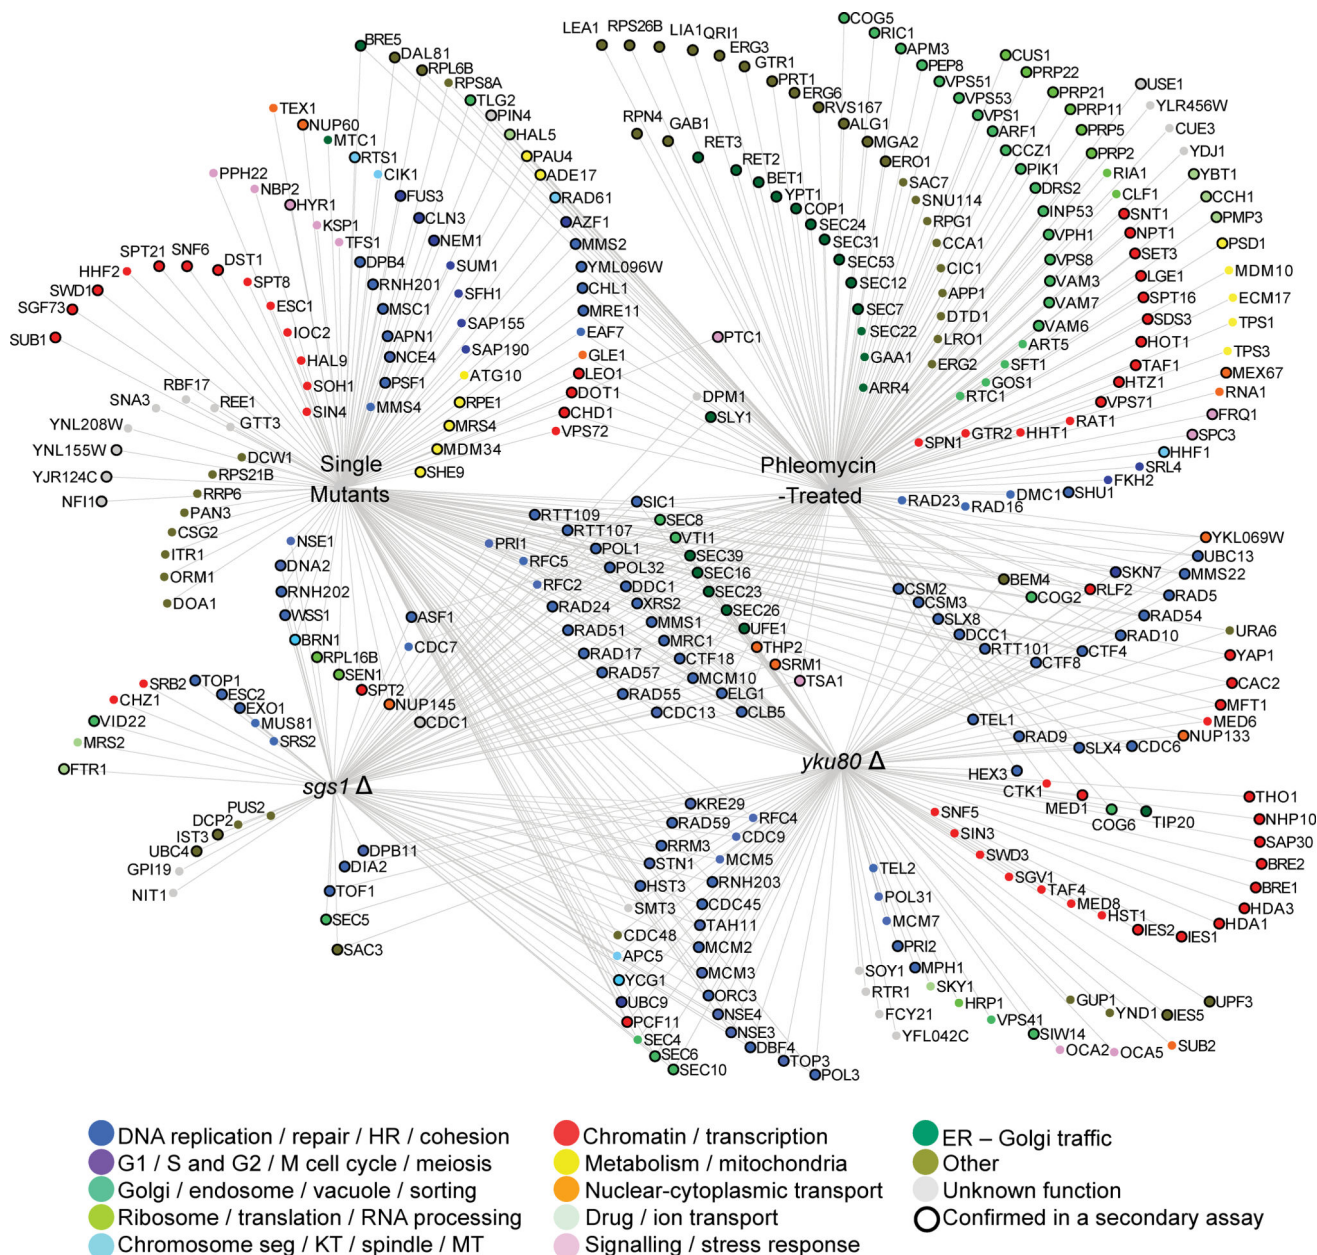 BRE5
DAL81
RPL6B
RPS8A
TLG2
PIN4
HAL5
PAU4
ADE17
RAD61
AZF1
MMS2
YML096W
CHL1
MRE11
EAF7
GLE1
LEO1
DOT1
CHD1
VPS72
TEX1
NUP60
MTC1
RTS1
CIK1
FUS3
CLN3
NEM1
SUM1
SFH1
SAP155
SAP190
ATG10
RPE1
MRS4
MDM34
SHE9
PPH22
NBP2
HYR1
KSP1
TFS1
DPB4
RNH201
MSC1
APN1
NCE4
PSF1
MMS4
SPT21
SNF6
DST1
HHF2
SWD1
SGF73
SUB1
SPT8
ESC1
IOC2
HAL9
SOH1
SIN4
RBF17
SNA3
REE1
YNL208W
GTT3
YNL155W
YJR124C
NFI1
DCW1
RPS21B
RRP6
PAN3
CSG2
ITR1
ORM1
DOA1
Single
Mutants
LEA1
RPS26B
LIA1
QRI1
ERG3
GTR1
PRT1
ERG6
RVS167
ALG1
MGA2
ERO1
SAC7
SNU114
RPG1
CCA1
CIC1
APP1
DTD1
LRO1
ERG2
RPN4
GAB1
RET3
RET2
BET1
YPT1
COP1
SEC24
SEC31
SEC53
SEC12
SEC7
SEC22
GAA1
ARR4
COG5
RIC1
APM3
PEP8
VPS51
VPS53
VPS1
ARF1
CCZ1
PIK1
DRS2
INP53
VPH1
VPS8
VAM3
VAM7
VAM6
ART5
SFT1
GOS1
RTC1
CUS1
PRP22
PRP21
PRP11
PRP5
PRP2
RIA1
CLF1
SNT1
NPT1
SET3
LGE1
SPT16
SDS3
HOT1
TAF1
HTZ1
VPS71
RAT1
HHT1
GTR2
SPN1
USE1
YLR456W
CUE3
YDJ1
YBT1
CCH1
PMP3
PSD1
MDM10
ECM17
TPS1
TPS3
MEX67
RNA1
FRQ1
SPC3
HHF1
SRL4
FKH2
SHU1
DMC1
RAD16
RAD23
PTC1
DPM1
SLY1
Phleomycin
-Treated
NSE1
DNA2
RNH202
WSS1
BRN1
RPL16B
SEN1
SPT2
NUP145
CDC1
ASF1
CDC7
PRI1
RFC5
RFC2
RAD24
RAD51
RAD17
RAD57
RAD55
CDC13
RTT109
RTT107
POL1
POL32
DDC1
XRS2
MMS1
MRC1
CTF18
MCM10
ELG1
CLB5
SIC1
SEC8
VTI1
SEC39
SEC16
SEC23
SEC26
UFE1
THP2
SRM1
TSA1
CSM2
CSM3
SLX8
DCC1
RTT101
CTF8
CTF4
RAD10
RAD54
RAD5
MMS22
UBC13
YKL069W
SKN7
RLF2
BEM4
COG2
URA6
YAP1
CAC2
MFT1
MED6
NUP133
CDC6
SLX4
RAD9
TEL1
HEX3
CTK1
MED1
COG6
TIP20
SRB2
CHZ1
VID22
MRS2
FTR1
TOP1
ESC2
EXO1
MUS81
SRS2
sgs1 Δ
yku80 Δ
PUS2
DCP2
IST3
UBC4
GPI19
NIT1
DPB11
DIA2
TOF1
SEC5
SAC3
KRE29
RAD59
RRM3
STN1
HST3
SMT3
CDC48
APC5
YCG1
UBC9
PCF11
SEC4
SEC6
SEC10
RFC4
CDC9
MCM5
RNH203
CDC45
TAH11
MCM2
MCM3
ORC3
NSE4
NSE3
DBF4
TOP3
POL3
SNF5
SIN3
SWD3
SGV1
TAF4
MED8
HST1
IES2
IES1
HDA1
HDA3
BRE1
BRE2
SAP30
NHP10
THO1
TEL2
POL31
MCM7
PRI2
MPH1
SKY1
HRP1
VPS41
SIW14
OCA2
OCA5
SUB2
SOY1
RTR1
FCY21
YFL042C
GUP1
YND1
IES5
UPF3
DNA replication / repair / HR / cohesion
G1 / S and G2 / M cell cycle / meiosis
Golgi / endosome / vacuole / sorting
Ribosome / translation / RNA processing
Chromosome seg / KT / spindle / MT
Chromatin / transcription
Metabolism / mitochondria
Nuclear-cytoplasmic transport
Drug / ion transport
Signalling / stress response
ER – Golgi traffic
Other
Unknown function
Confirmed in a secondary assay